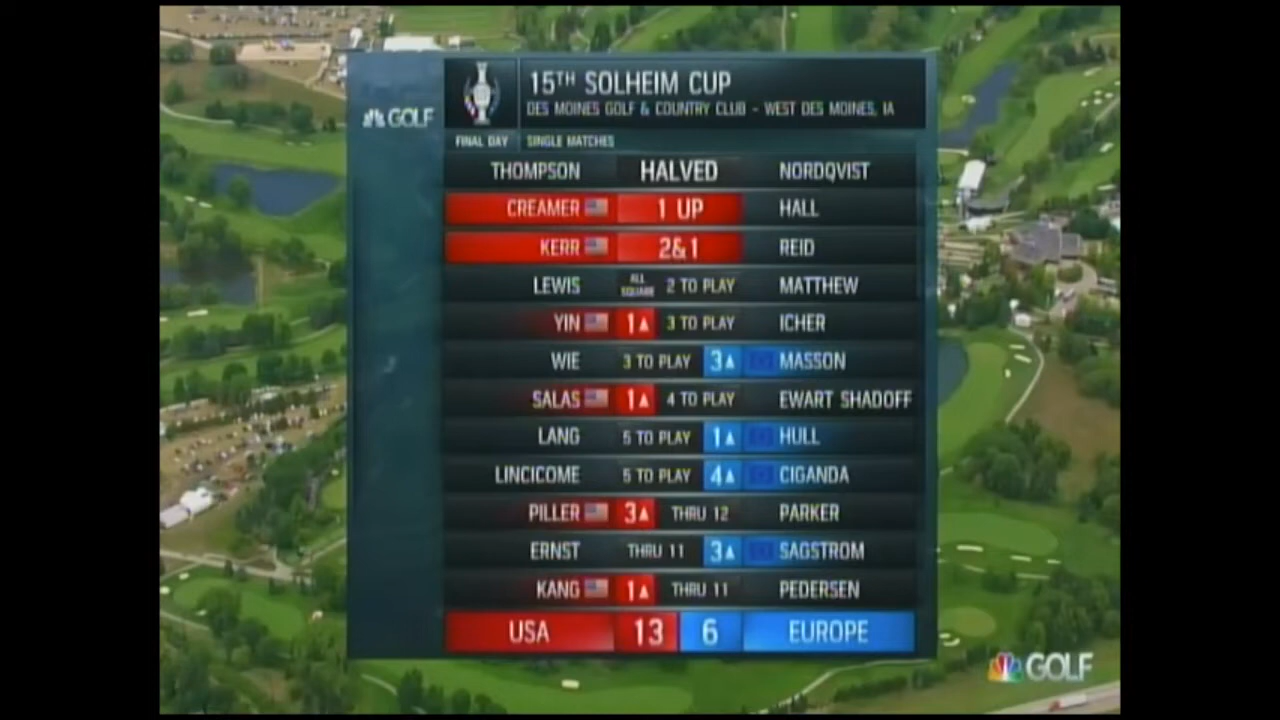 GOLF
15TH SOLHEIM CUP
DES MOINES GOLF & COUNTRY CLUB - WEST DES MOINES, IA
FINAL DAY SINGLE MATCHES
THOMPSON HALVED NORDQVIST
CREAMER 1 UP HALL
KERR 2&1 REID
LEWIS ALL SQUARE 2 TO PLAY MATTHEW
YIN 1 3 TO PLAY ICHER
WIE 3 TO PLAY 3 MASSON
SALAS 1 4 TO PLAY EWART SHADOFF
LANG 5 TO PLAY 1 HULL
LINCICOME 5 TO PLAY 4 CIGANDA
PILLER 3 THRU 12 PARKER
ERNST THRU 11 3 SAGSTROM
KANG 1 THRU 11 PEDERSEN
USA 13 6 EUROPE
GOLF